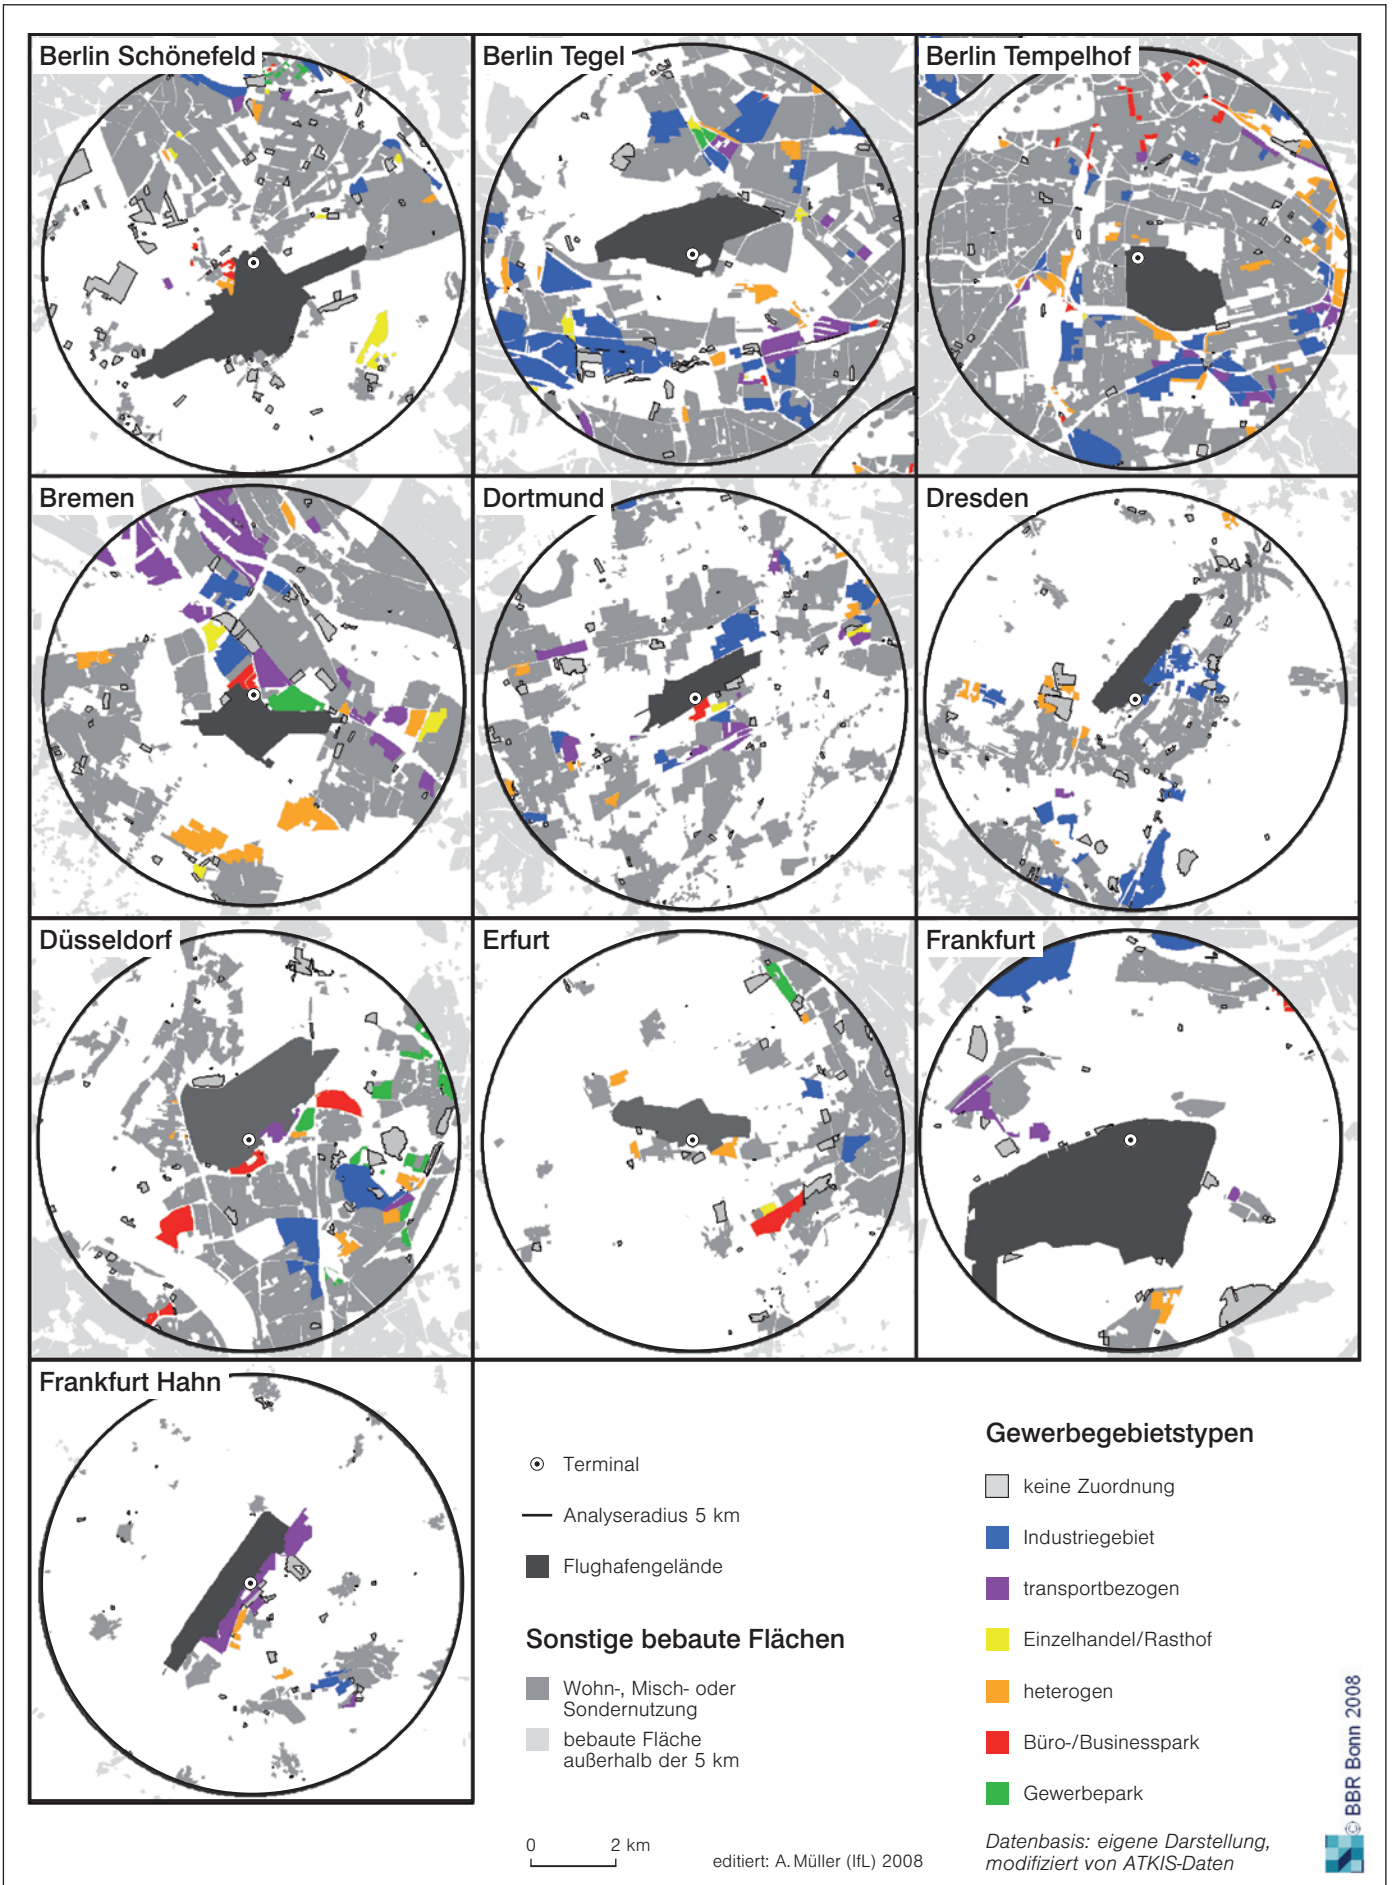 Berlin Schönefeld
Berlin Tegel
Berlin Tempelhof
Bremen
Dortmund
Dresden
Düsseldorf
Erfurt
Frankfurt
Frankfurt Hahn
Terminal
Analyseradius 5 km
Flughafengelände
Sonstige bebaute Flächen
Wohn-, Misch- oder
Sondernutzung
bebaute Fläche
außerhalb der 5 km
0 2 km
editiert: A. Müller (IfL) 2008
Gewerbegebietstypen
keine Zuordnung
Industriegebiet
transportbezogen
Einzelhandel/Rasthof
heterogen
Büro-/Businesspark
Gewerbepark
Datenbasis: eigene Darstellung,
modifiziert von ATKIS-Daten
© BBR Bonn 2008